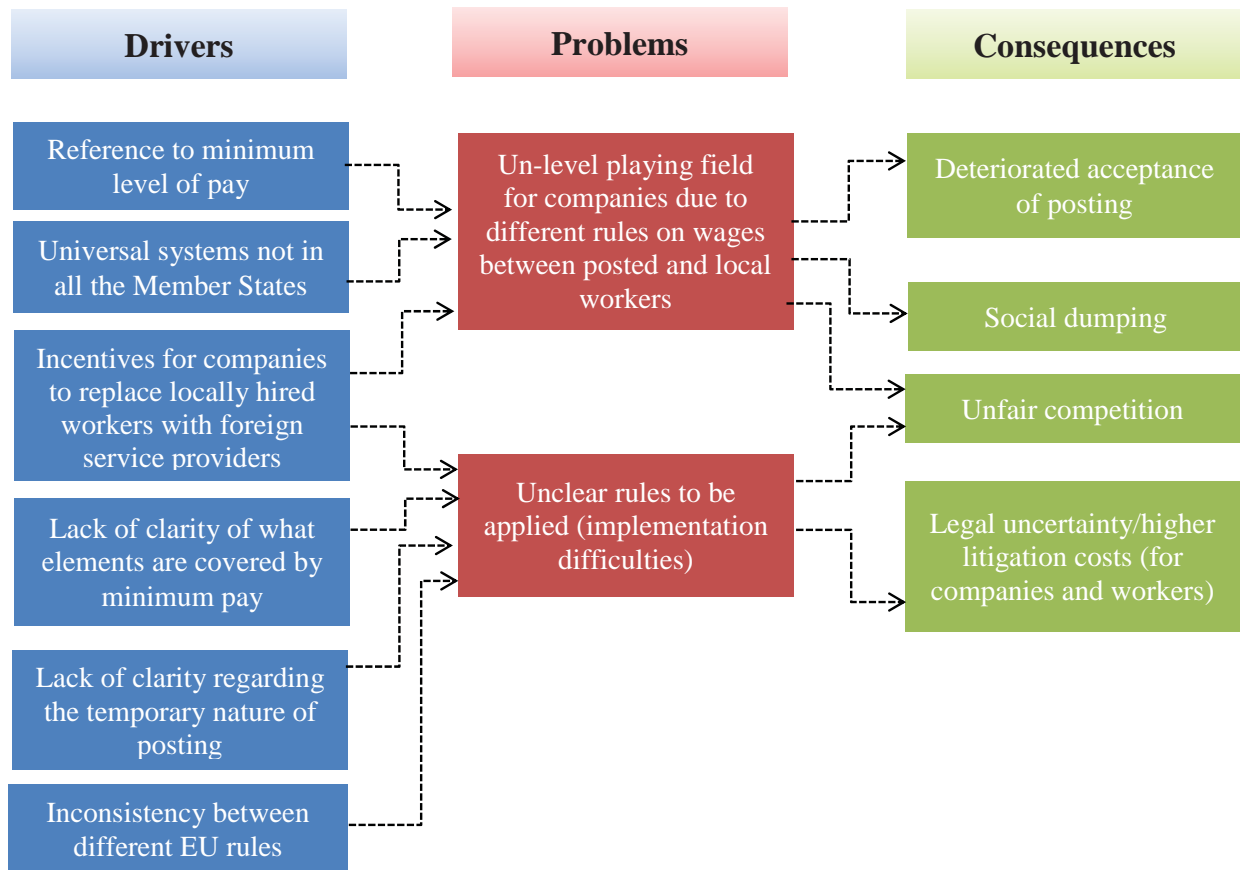 Drivers
Problems
Consequences
Reference to minimum
level of pay
Universal systems not in
all the Member States
Incentives for companies
to replace locally hired
workers with foreign
service providers
Lack of clarity of what
elements are covered by
minimum pay
Lack of clarity regarding
the temporary nature of
posting
Inconsistency between
different EU rules
Un-level playing field
for companies due to
different rules on wages
between posted and local
workers
Unclear rules to be
applied (implementation
difficulties)
Deteriorated acceptance
of posting
Social dumping
Unfair competition
Legal uncertainty/higher
litigation costs (for
companies and workers)